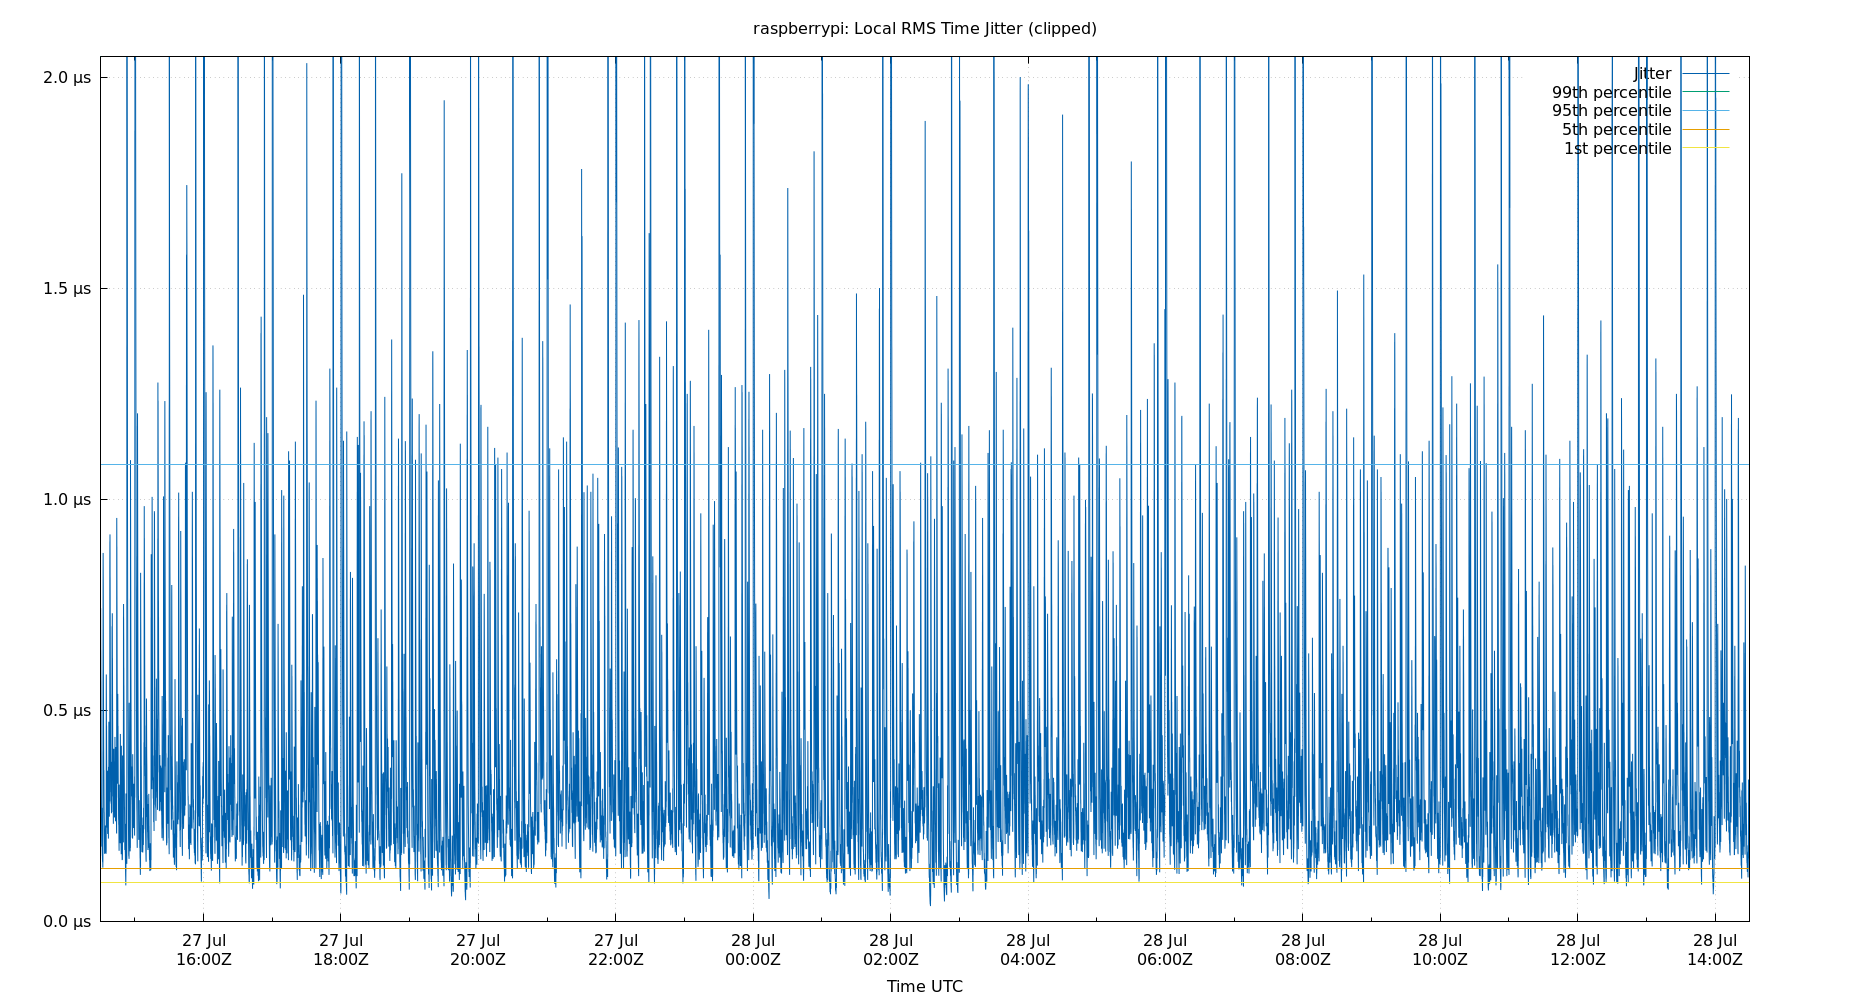 raspberrypi: Local RMS Time Jitter (clipped)
2.0 µs
1.5 µs
1.0 µs
0.5 µs
0.0 µs
Jitter
99th percentile
95th percentile
5th percentile
1st percentile
27 Jul 27 Jul 27 Jul 27 Jul 28 Jul 28 Jul 28 Jul 28 Jul 28 Jul 28 Jul 28 Jul 28 Jul
16:00Z 18:00Z 20:00Z 22:00Z 00:00Z 02:00Z 04:00Z 06:00Z 08:00Z 10:00Z 12:00Z 14:00Z
Time UTC